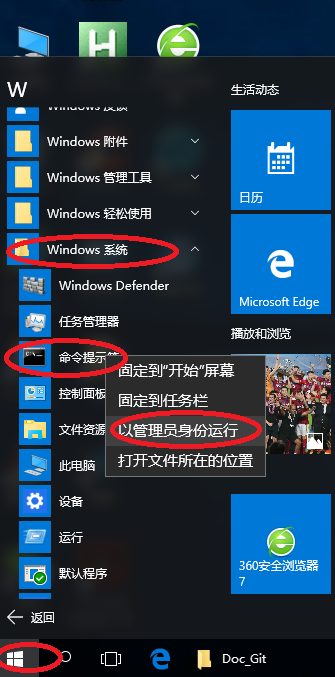 W
生活动态
Windows 附件
Windows 管理工具
Windows 轻松使用
Windows 系统
Windows Defender
任务管理器
命令提示符
控制面板
文件资源
此电脑
设备
运行
默认程序
返回
固定到"开始"屏幕
固定到任务栏
以管理员身份运行
打开文件所在的位置
日历
Microsoft Edge
播放和浏览
360安全浏览器
7
Doc_Git